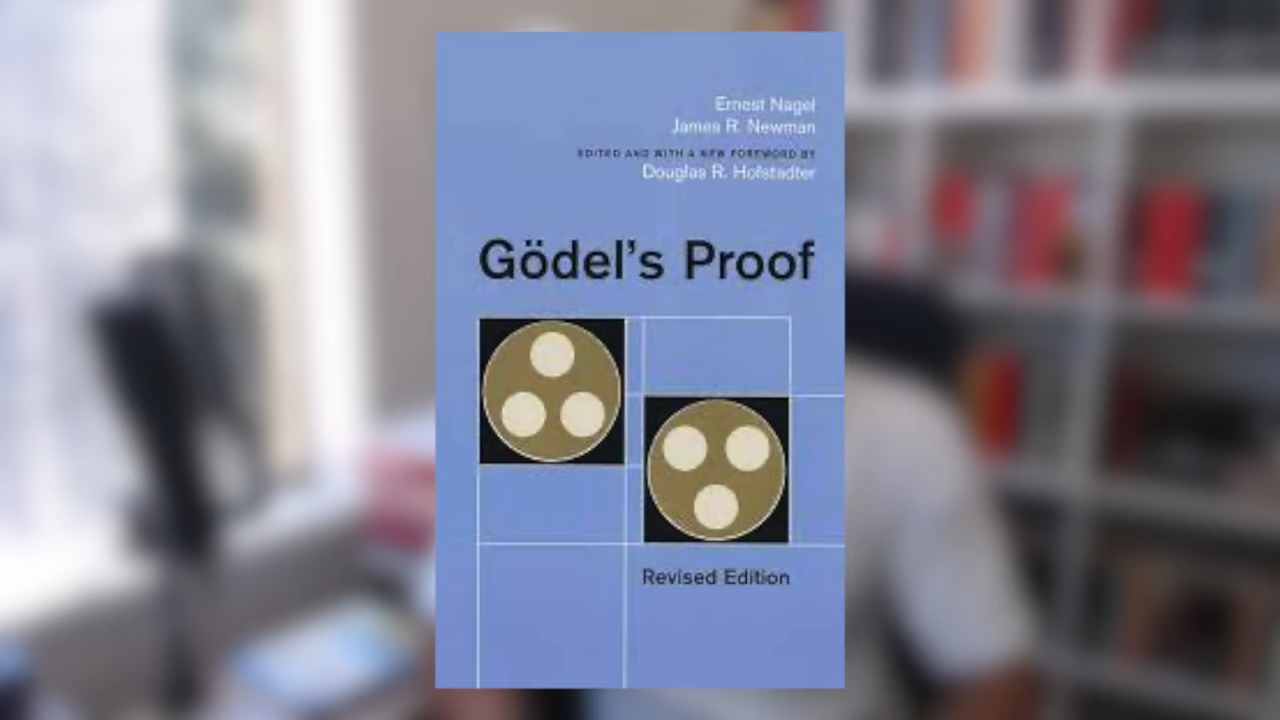 Ernest Nagel
James R. Newman
EDITED AND WITH A NEW FOREWORD BY
Douglas R. Hofstadter
Gödel's Proof
Revised Edition